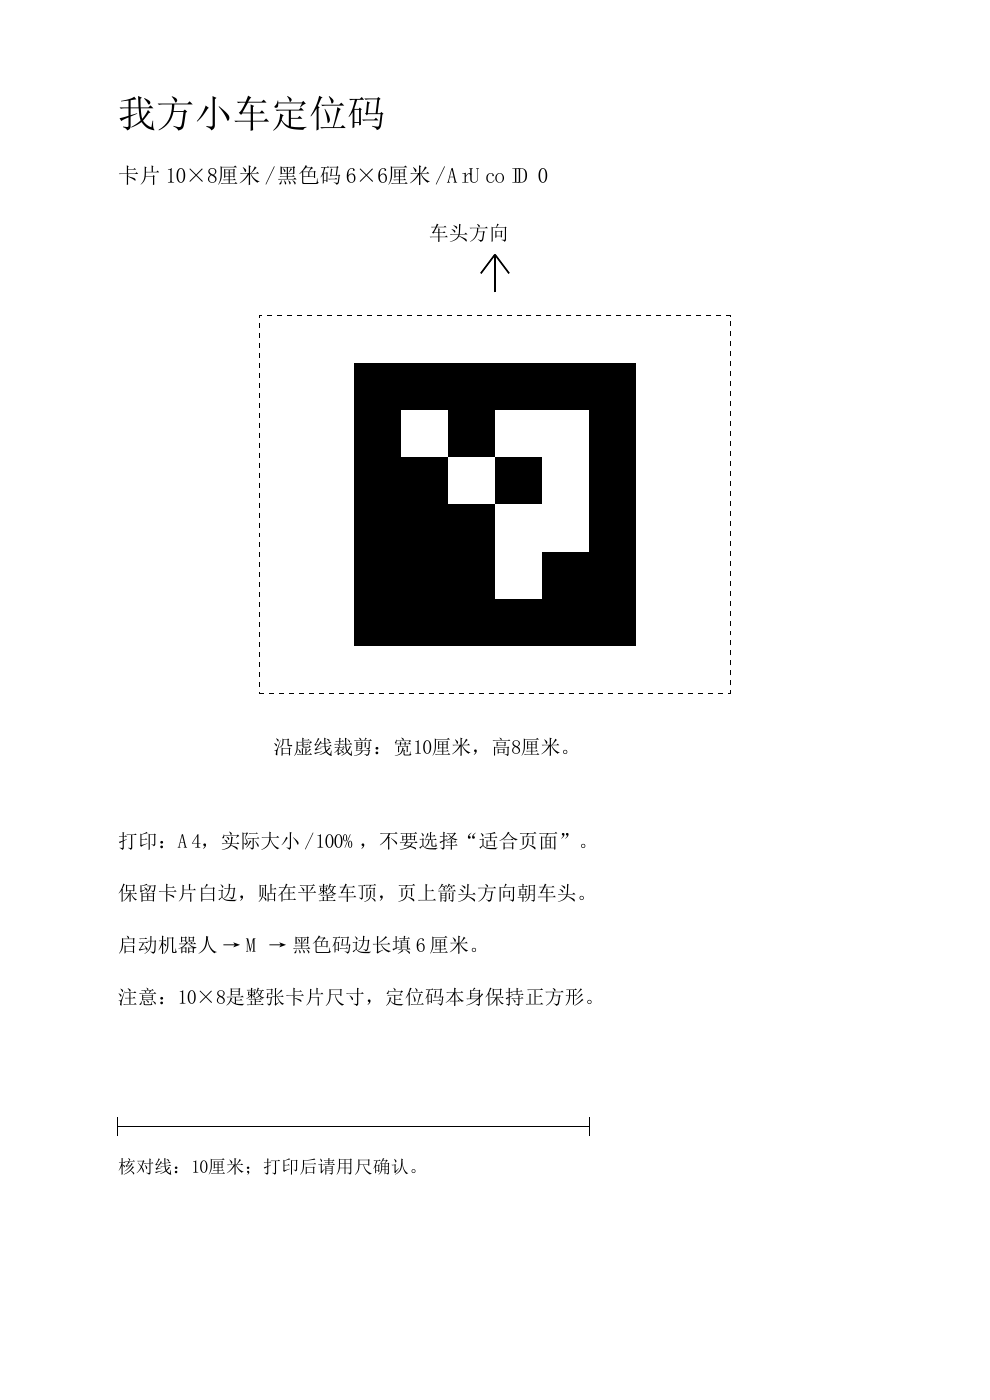 我方小车定位码
卡片 10×8厘米 / 黑色码 6×6厘米 / ArUco ID 0
车头方向
沿虚线裁剪：宽10厘米，高8厘米。
打印：A4，实际大小 / 100%，不要选择“适合页面”。
保留卡片白边，贴在平整车顶，页上箭头方向朝车头。
启动机器人 → M → 黑色码边长填 6 厘米。
注意：10×8是整张卡片尺寸，定位码本身保持正方形。
核对线：10厘米；打印后请用尺确认。